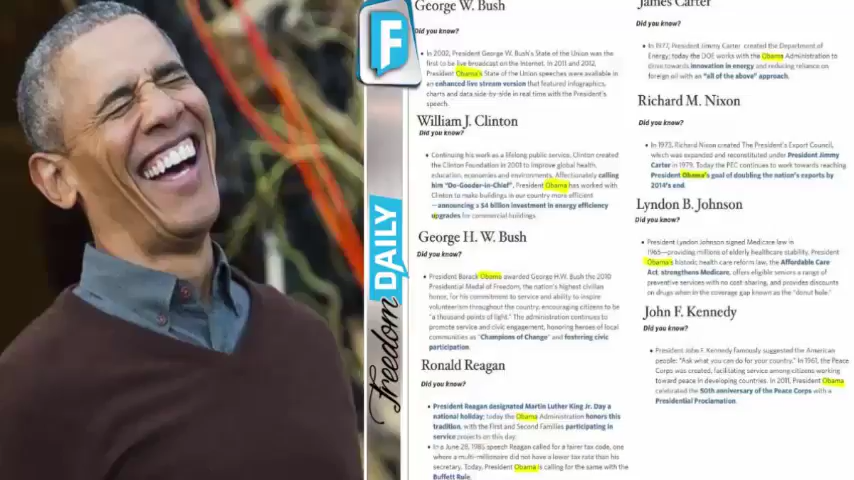 F
Freedom DAILY
George W. Bush
Did you know?
• In 2002, President George W. Bush's State of the Union was the
first to be live broadcast on the Internet. In 2011 and 2012,
President Obama's State of the Union speeches were available in
an enhanced live stream version that featured infographics,
charts and data side-by-side in real time with the President's
speech.
William J. Clinton
Did you know?
• Continuing his work as a lifelong public service, Clinton created
the Clinton Foundation in 2001 to improve global health,
education, economies and environments. Affectionately calling
him "Do-Gooder-in-Chief", President Obama has worked with
Clinton to make buildings in our country more efficient
—announcing a $4 billion investment in energy efficiency
upgrades for commercial buildings.
George H. W. Bush
Did you know?
• President Barack Obama awarded George H.W. Bush the 2010
Presidential Medal of Freedom, the nation's highest civilian
honor, for his commitment to service and ability to inspire
volunteerism throughout the country, encouraging citizens to be
"a thousand points of light." The administration continues to
promote service and civic engagement, honoring heroes of local
communities as "Champions of Change" and fostering civic
participation.
Ronald Reagan
Did you know?
• President Reagan designated Martin Luther King Jr. Day a
national holiday; today the Obama Administration honors this
tradition, with the First and Second Families participating in
service projects on this day.
• In a June 28, 1985 speech Reagan called for a fairer tax code, one
where a multi-millionaire did not have a lower tax rate than his
secretary. Today, President Obama is calling for the same with the
Buffett Rule.
James Carter
Did you know?
• In 1977, President Jimmy Carter created the Department of
Energy; today the DOE works with the Obama Administration to
drive towards innovation in energy and reducing reliance on
foreign oil with an "all of the above" approach.
Richard M. Nixon
Did you know?
• In 1973, Richard Nixon created The President's Export Council,
which was expanded and reconstituted under President Jimmy
Carter in 1979. Today the PEC continues to work towards reaching
President Obama's goal of doubling the nation's exports by
2014's end.
Lyndon B. Johnson
Did you know?
• President Lyndon Johnson signed Medicare law in
1965—providing millions of elderly healthcare stability. President
Obama's historic health care reform law, the Affordable Care
Act, strengthens Medicare, offers eligible seniors a range of
preventive services with no cost sharing, and provides discounts
on drugs when in the coverage gap known as the "donut hole."
John F. Kennedy
Did you know?
• President John F. Kennedy famously suggested the American
people: "Ask what you can do for your country." In 1961, the Peace
Corps was created, facilitating service among citizens working
toward peace in developing countries. In 2011, President Obama
celebrated the 50th anniversary of the Peace Corps with a
Presidential Proclamation.